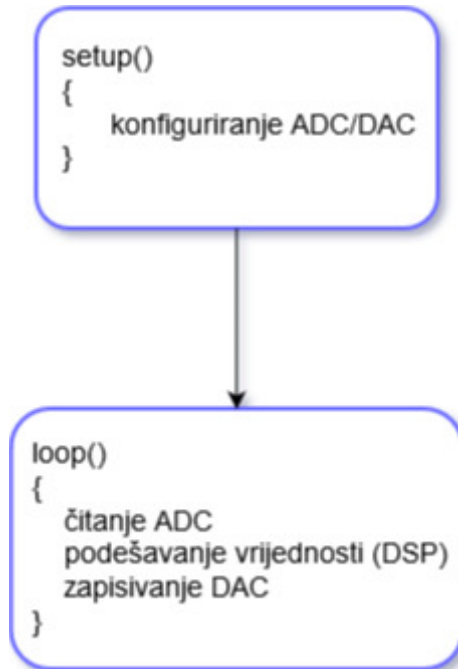 setup()
{
konfiguriranje ADC/DAC
}
loop()
{
čitanje ADC
podešavanje vrijednosti (DSP)
zapisivanje DAC
}